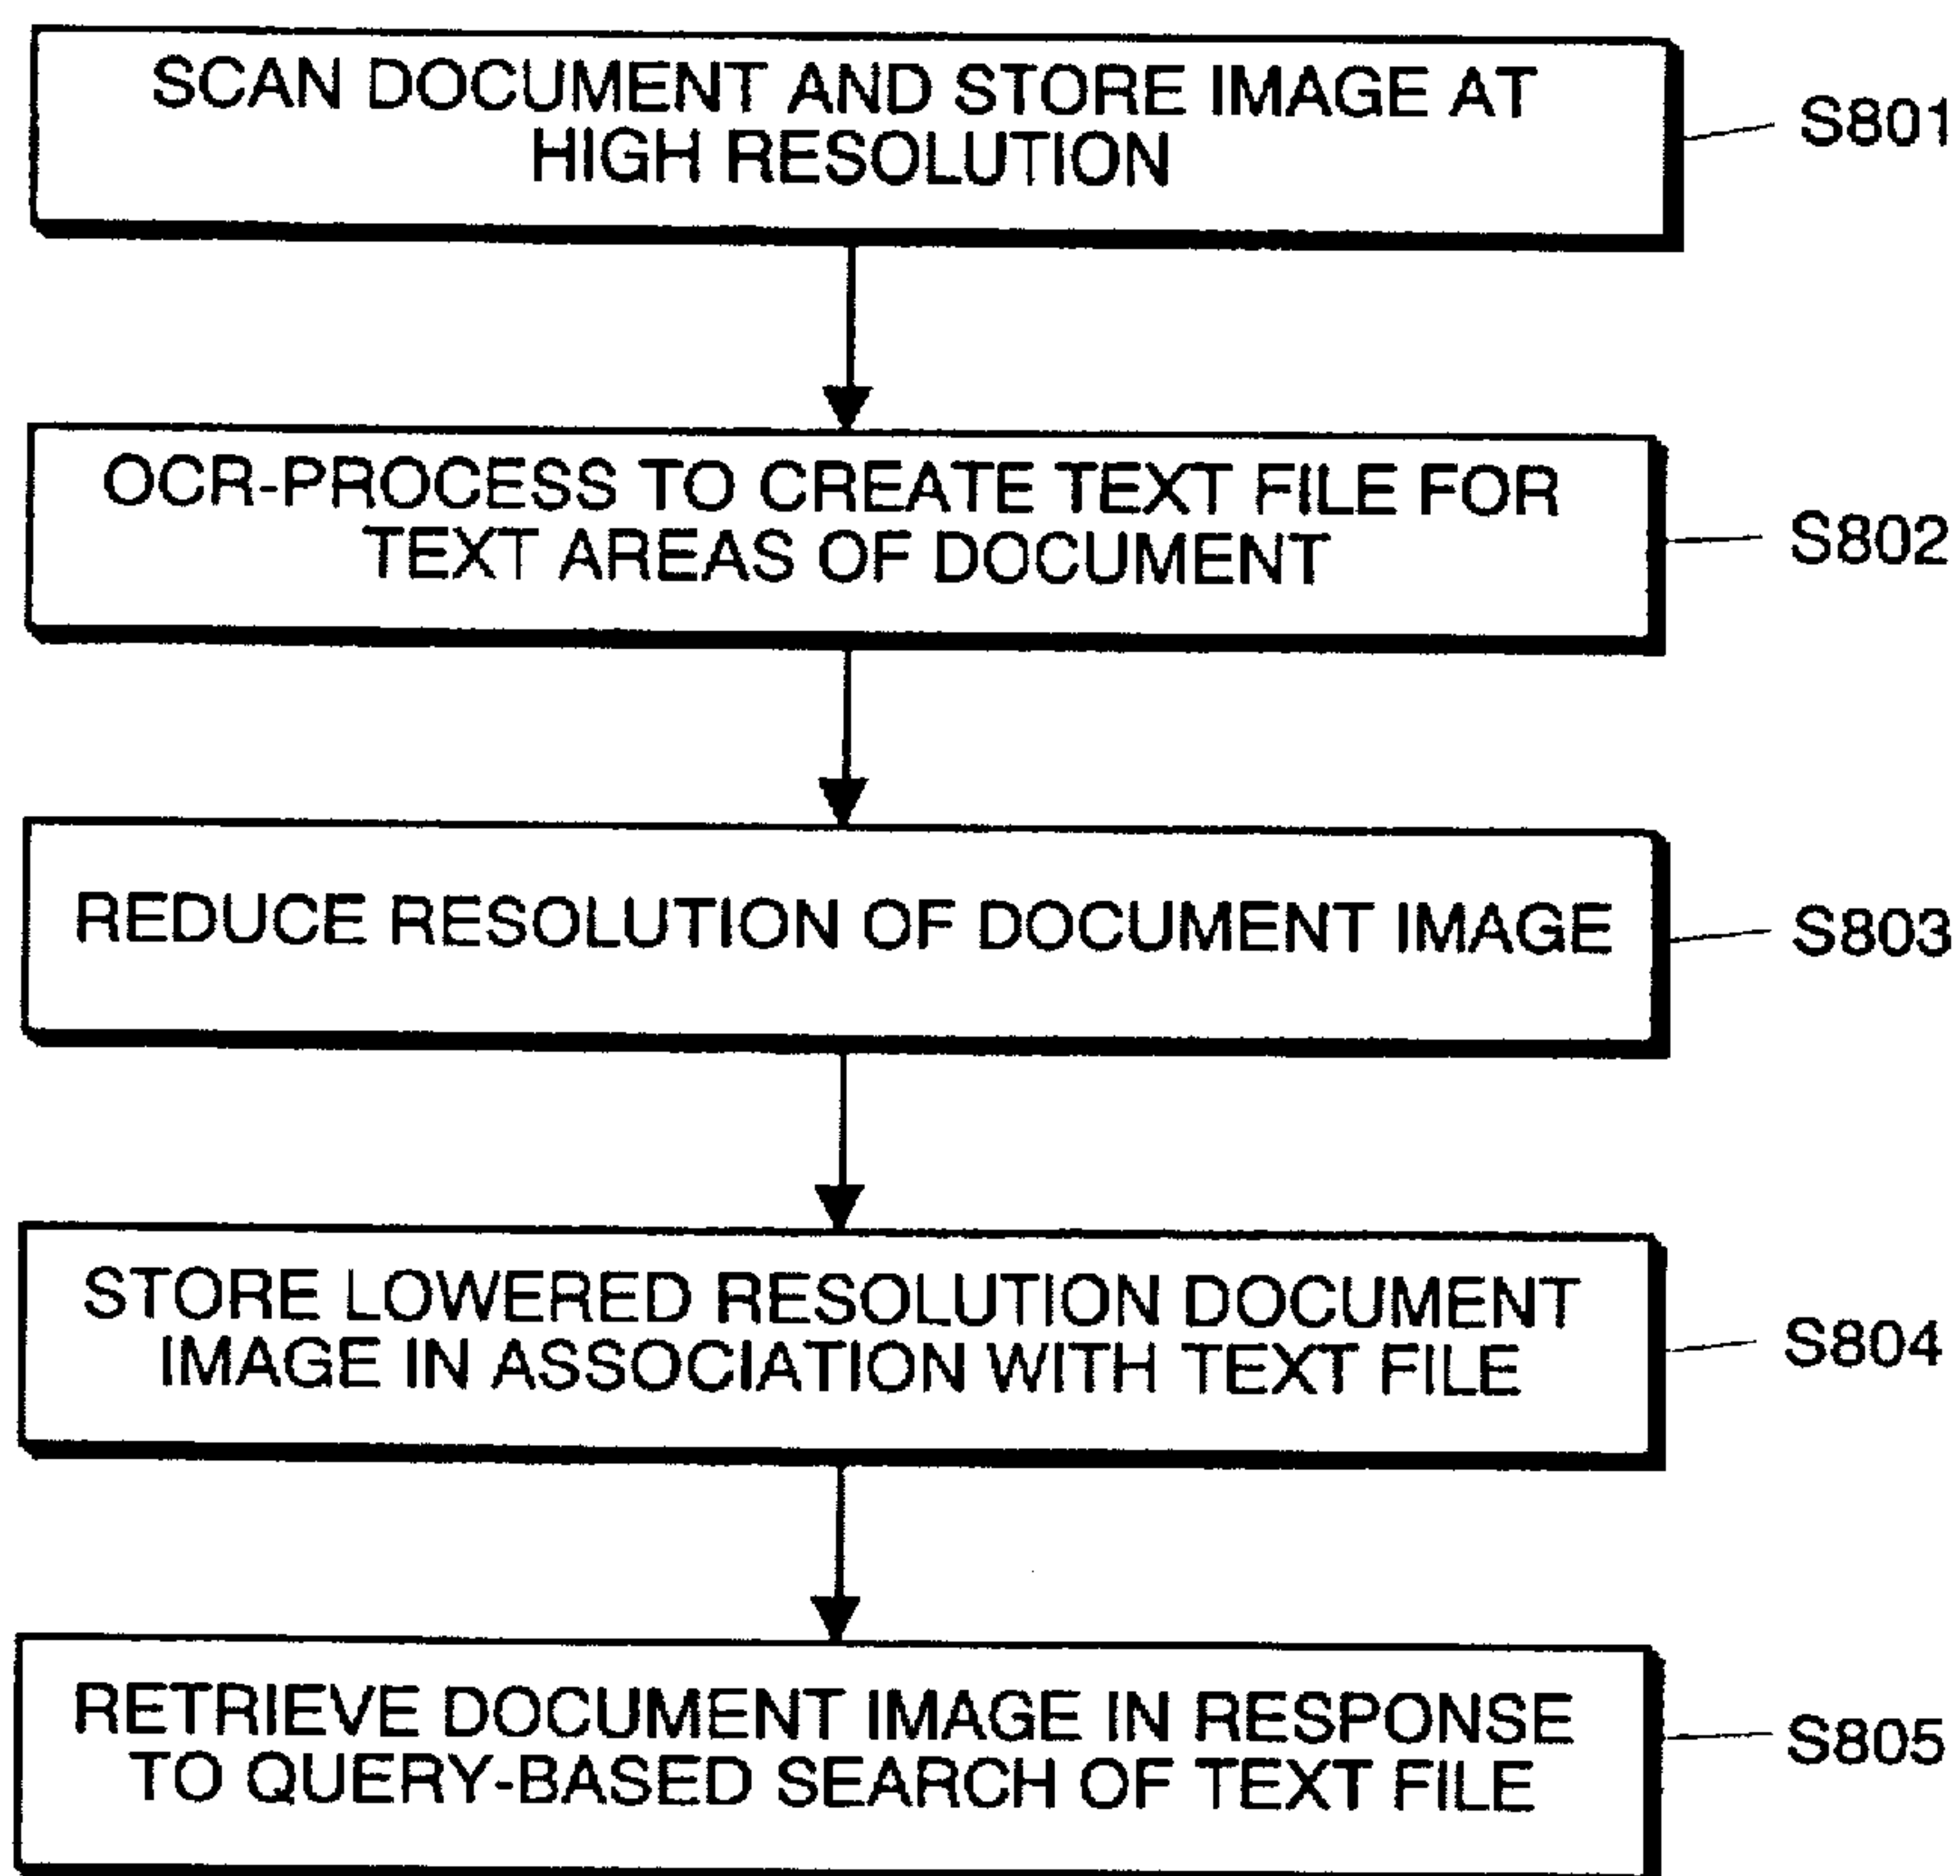 SCAN DOCUMENT AND STORE IMAGE AT
HIGH RESOLUTION
S801
OCR-PROCESS TO CREATE TEXT FILE FOR
TEXT AREAS OF DOCUMENT
S802
REDUCE RESOLUTION OF DOCUMENT IMAGE
S803
STORE LOWERED RESOLUTION DOCUMENT
IMAGE IN ASSOCIATION WITH TEXT FILE
S804
RETRIEVE DOCUMENT IMAGE IN RESPONSE
TO QUERY-BASED SEARCH OF TEXT FILE
S805